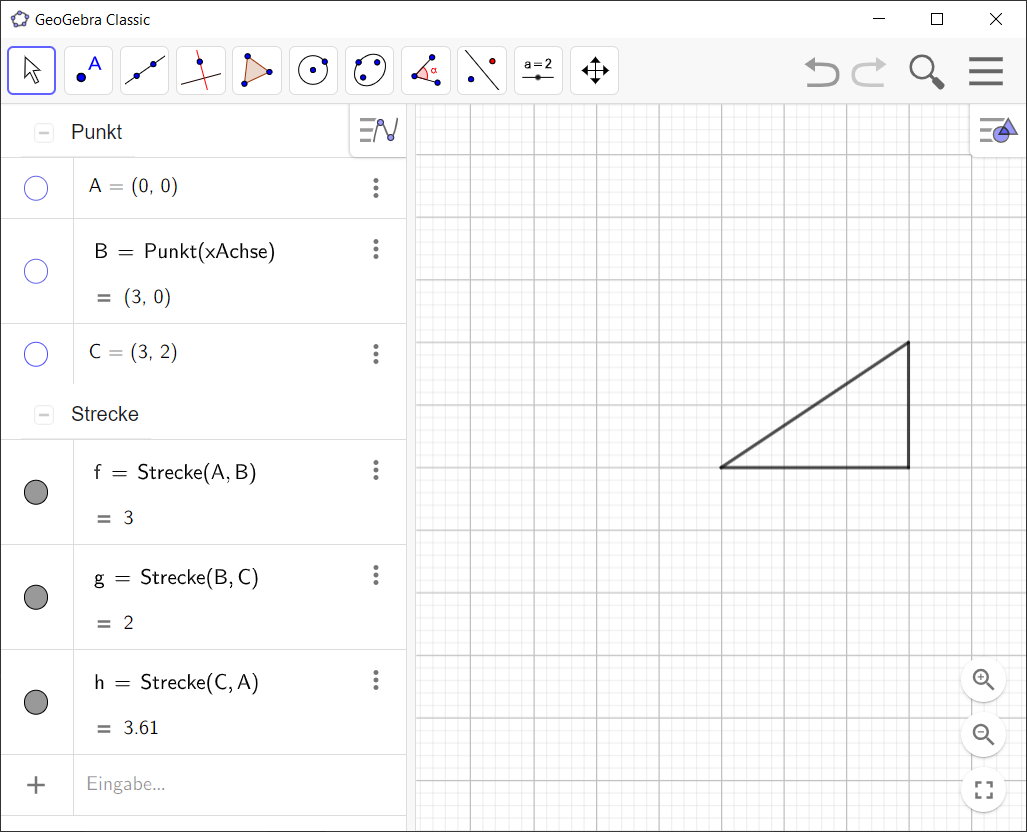 GeoGebra Classic
A
α
a=2
Punkt
A = (0, 0)
B = Punkt(xAchse)
= (3, 0)
C = (3, 2)
Strecke
f = Strecke(A, B)
= 3
g = Strecke(B, C)
= 2
h = Strecke(C, A)
= 3.61
Eingabe...